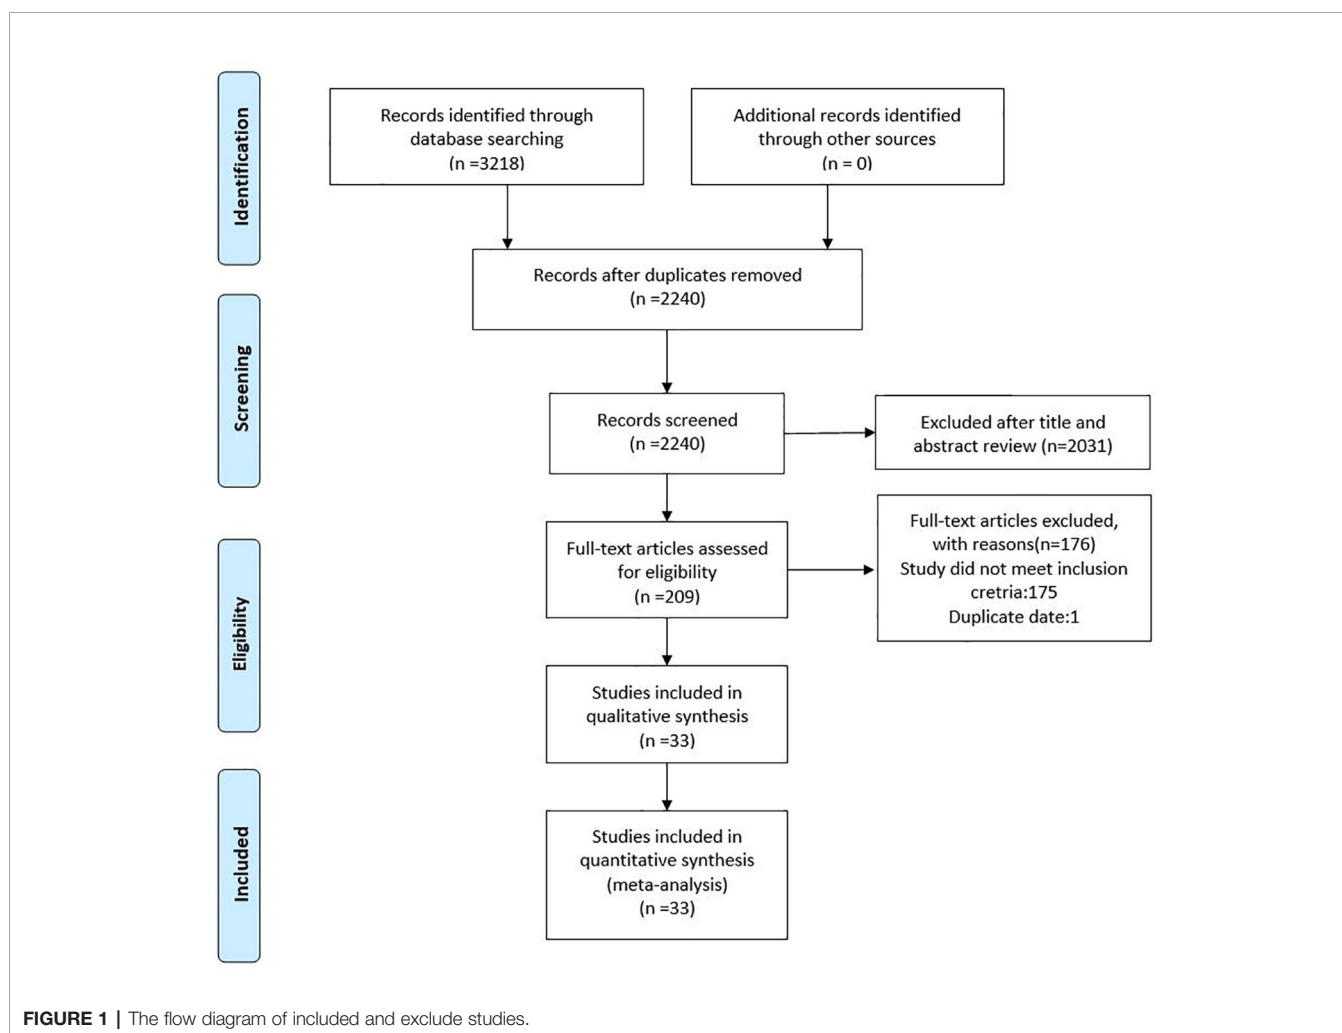 Identification
Records identified through
database searching
(n =3218)
Additional records identified
through other sources
(n = 0)
Records after duplicates removed
(n =2240)
Screening
Records screened
(n =2240)
Excluded after title and
abstract review (n=2031)
Eligibility
Full-text articles assessed
for eligibility
(n =209)
Full-text articles excluded,
with reasons(n=176)
Study did not meet inclusion
cretria:175
Duplicate date:1
Studies included in
qualitative synthesis
(n =33)
Included
Studies included in
quantitative synthesis
(meta-analysis)
(n =33)
FIGURE 1 | The flow diagram of included and exclude studies.